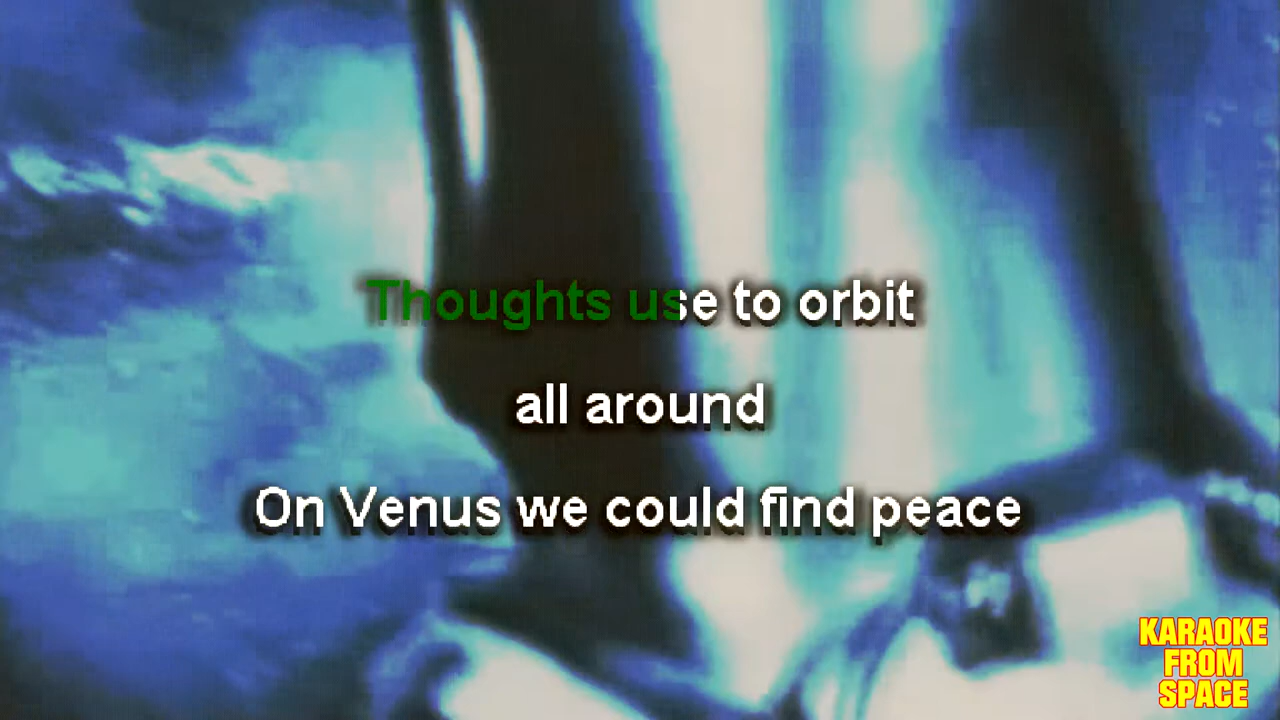 Thoughts use to orbit
all around
On Venus we could find peace
KARAOKE
FROM
SPACE